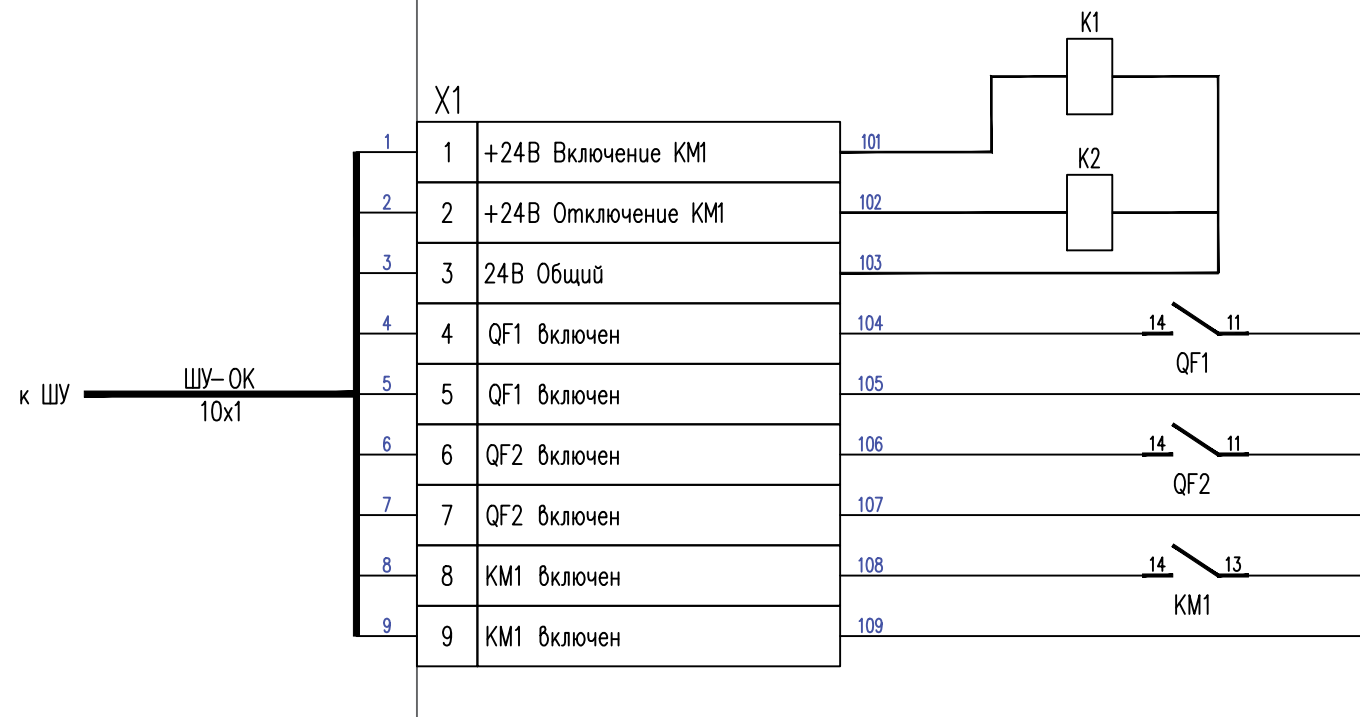 K1
X1
1 1 +24В Включение КМ1 101
K2
2 2 +24В Отключение КМ1 102
3 3 24В Общий 103
4 4 QF1 включен 104 14 11
QF1
к ШУ ШУ-ОК 5 5 QF1 включен 105
10x1
6 6 QF2 включен 106 14 11
QF2
7 7 QF2 включен 107
8 8 КМ1 включен 108 14 13
КМ1
9 9 КМ1 включен 109